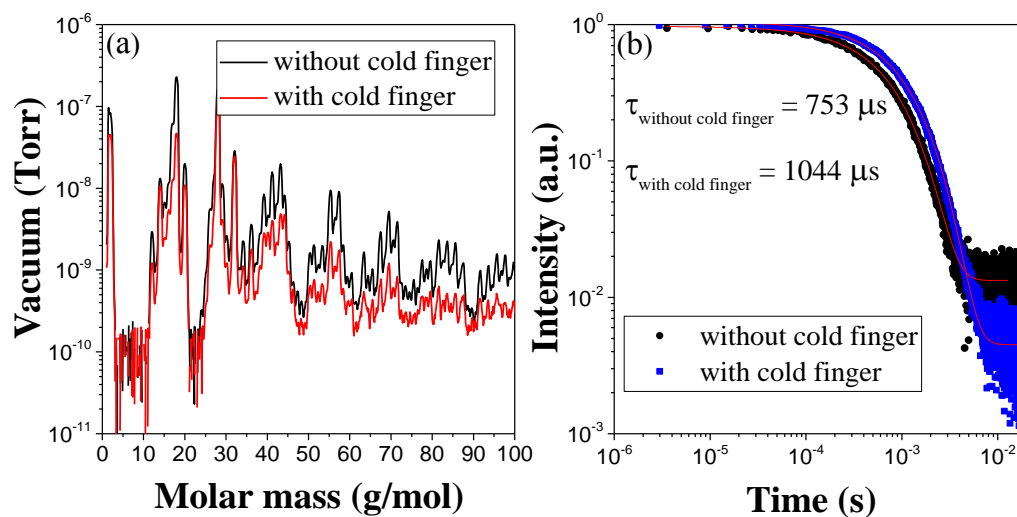 (a)
without cold finger
with cold finger
10⁻⁶
10⁻⁷
10⁻⁸
10⁻⁹
10⁻¹⁰
10⁻¹¹
Vacuum (Torr)
0 10 20 30 40 50 60 70 80 90 100
Molar mass (g/mol)
(b)
τwithout cold finger = 753 μs
τwith cold finger = 1044 μs
without cold finger
with cold finger
10⁰
10⁻¹
10⁻²
10⁻³
Intensity (a.u.)
10⁻⁶ 10⁻⁵ 10⁻⁴ 10⁻³ 10⁻²
Time (s)